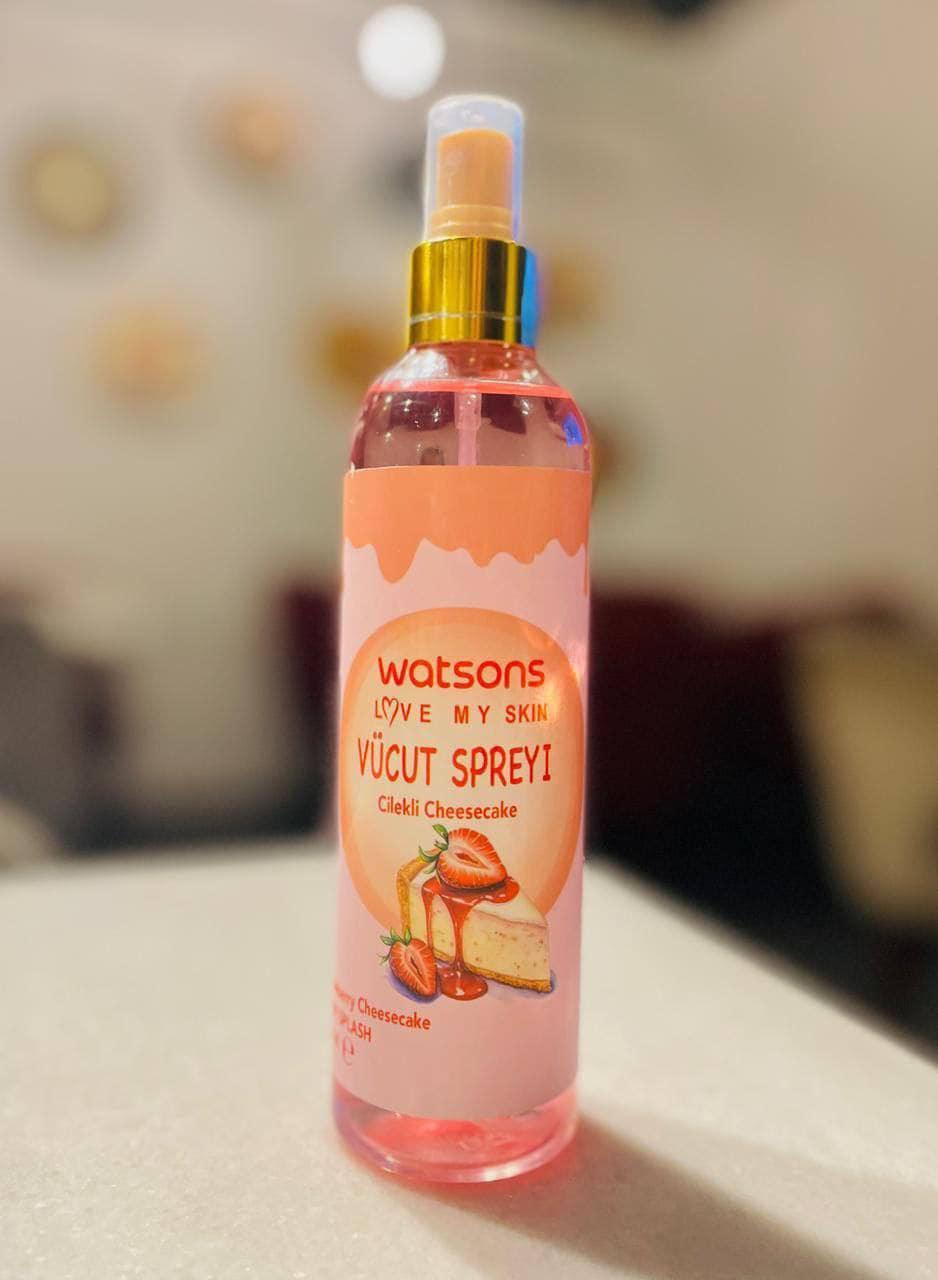 watsons
LOVE MY SKIN
VÜCUT SPREYI
Cilekli Cheesecake
Cheesecake
e